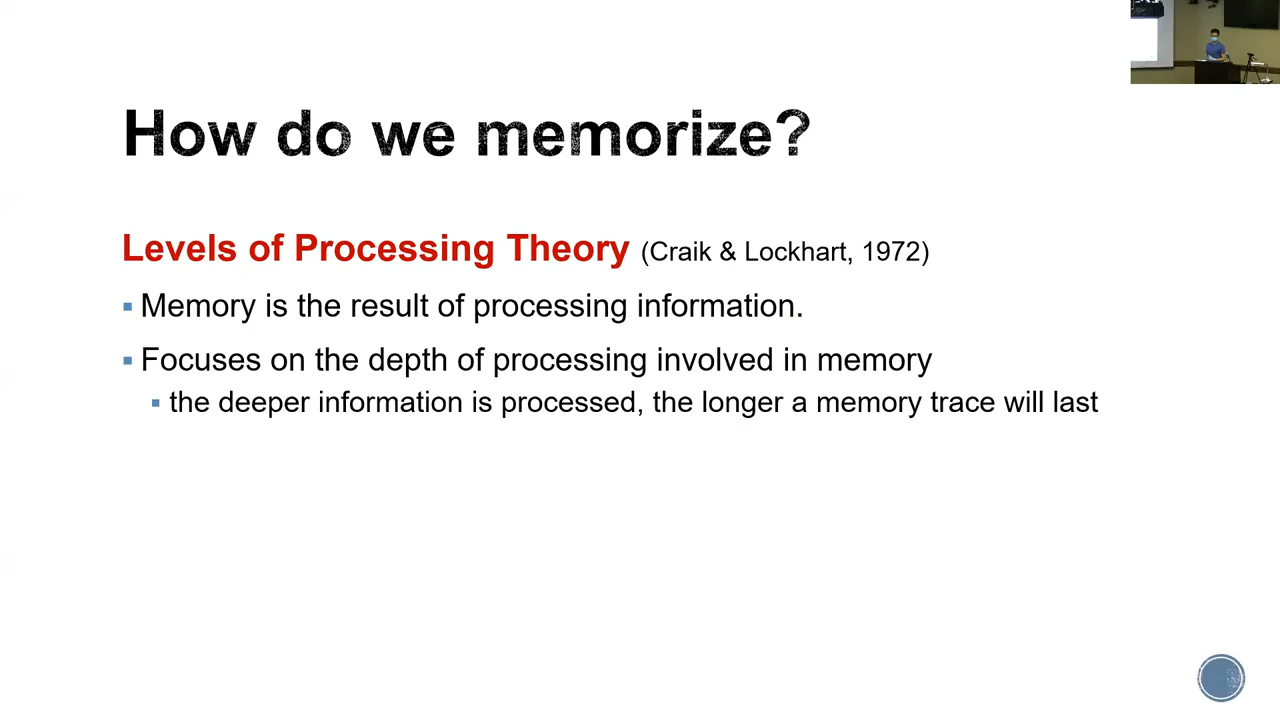 How do we memorize?
Levels of Processing Theory (Craik & Lockhart, 1972)
Memory is the result of processing information.
Focuses on the depth of processing involved in memory
the deeper information is processed, the longer a memory trace will last